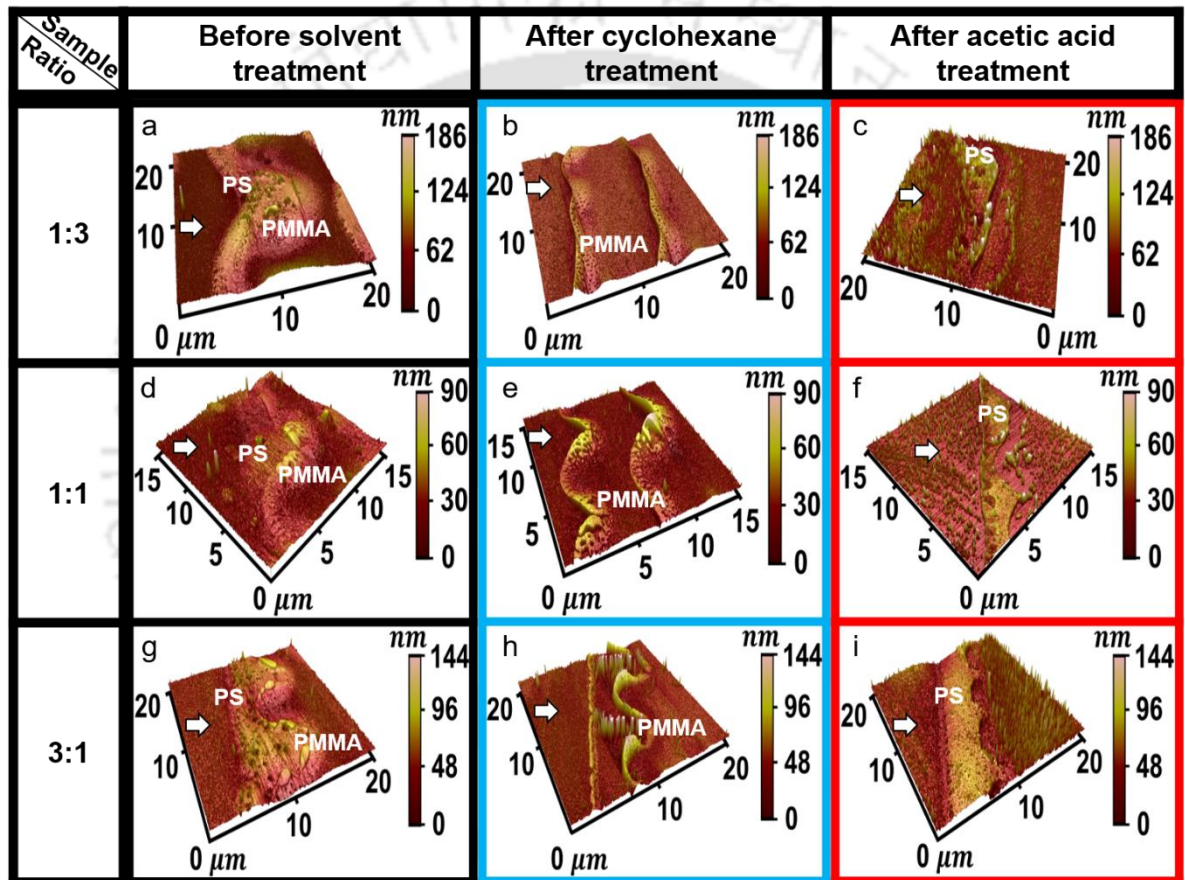 Sample
Ratio
Before solvent
treatment
After cyclohexane
treatment
After acetic acid
treatment
1:3
a
nm
186
124
62
0
20
10
PS
PMMA
0 µm
10
20
b
nm
186
124
62
0
20
10
PMMA
0 µm
10
20
c
nm
186
124
62
0
PS
20
10
20
10
0 µm
1:1
d
nm
90
60
30
0
PS
PMMA
15
10
5
0 µm
5
10
15
e
nm
90
60
30
0
PMMA
15
10
5
0 µm
5
10
15
f
nm
90
60
30
0
PS
15
10
5
0 µm
5
10
15
3:1
g
nm
144
96
48
0
PS
PMMA
20
10
0 µm
10
20
h
nm
144
96
48
0
PMMA
20
10
0 µm
10
20
i
nm
144
96
48
0
PS
20
10
0 µm
10
20